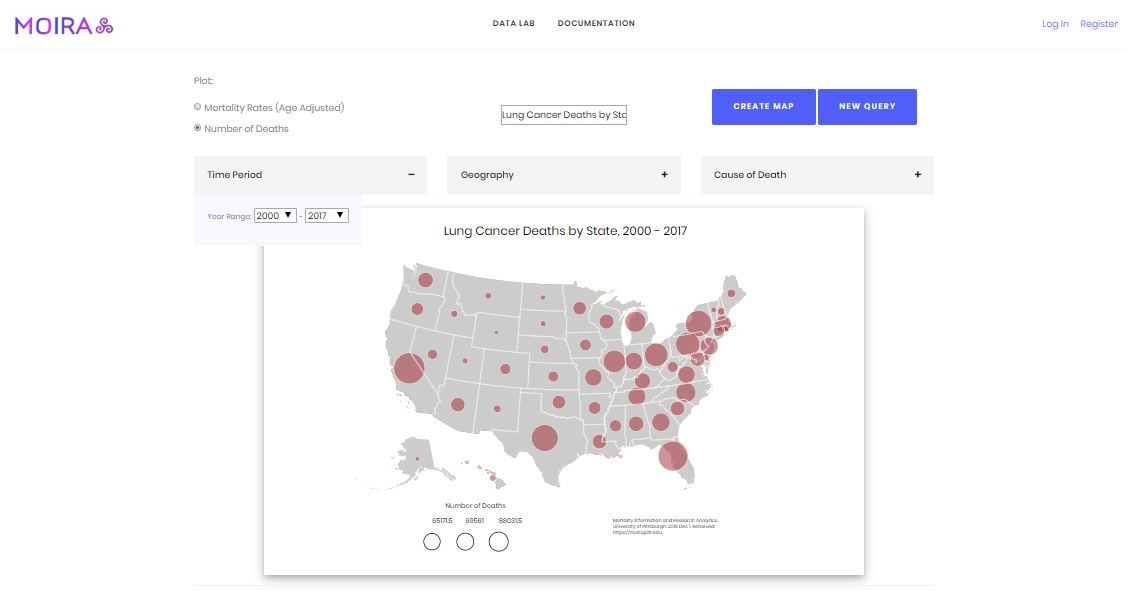 MOIRA
DATA LAB
DOCUMENTATION
Log In
Register
Plot:
Mortality Rates (Age Adjusted)
Number of Deaths
Lung Cancer Deaths by Sta
CREATE MAP
NEW QUERY
Time Period −
Geography +
Cause of Death +
Year Range: 2000 ▼ - 2017 ▼
Lung Cancer Deaths by State, 2000 - 2017
Number of Deaths
65171.5 69561 88031.5
Mortality Information and Research Analytics.
University of Pittsburgh. 2019 Dec 1. Retrieved:
https://moira.pitt.edu